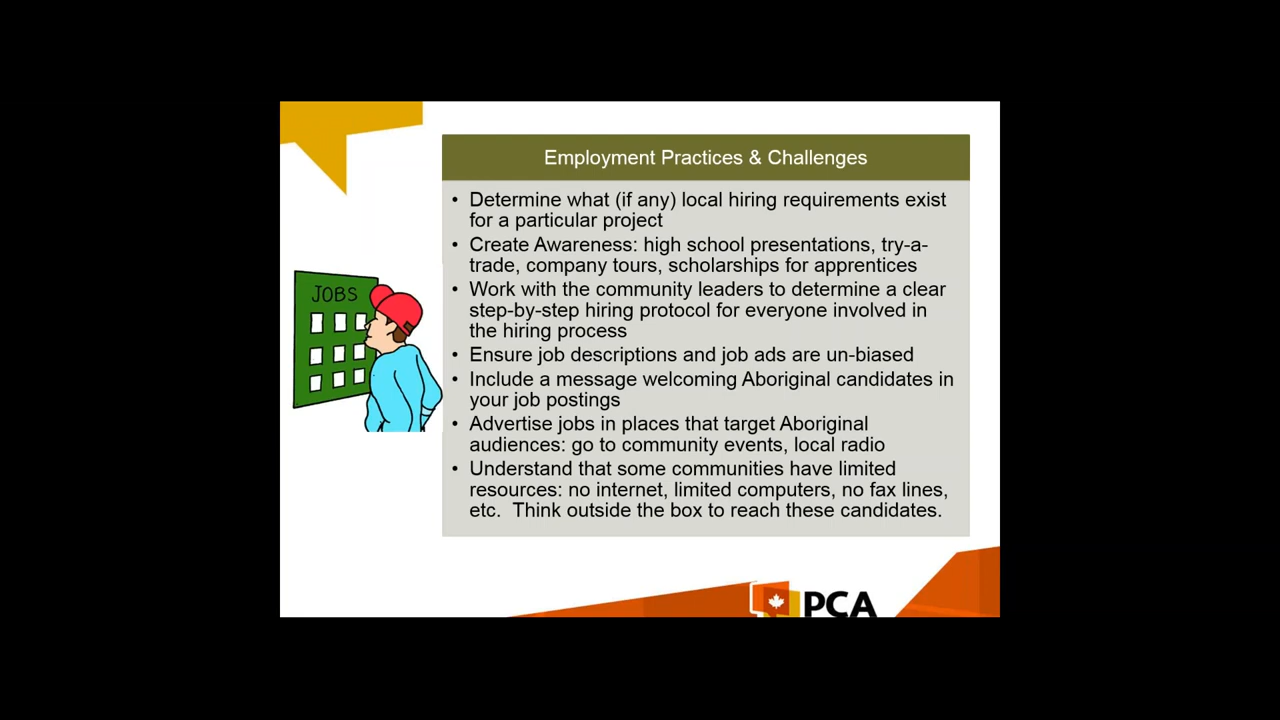 Employment Practices & Challenges
• Determine what (if any) local hiring requirements exist
for a particular project
• Create Awareness: high school presentations, try-a-
trade, company tours, scholarships for apprentices
• Work with the community leaders to determine a clear
step-by-step hiring protocol for everyone involved in
the hiring process
• Ensure job descriptions and job ads are un-biased
• Include a message welcoming Aboriginal candidates in
your job postings
• Advertise jobs in places that target Aboriginal
audiences: go to community events, local radio
• Understand that some communities have limited
resources: no internet, limited computers, no fax lines,
etc.  Think outside the box to reach these candidates.
JOBS
PCA